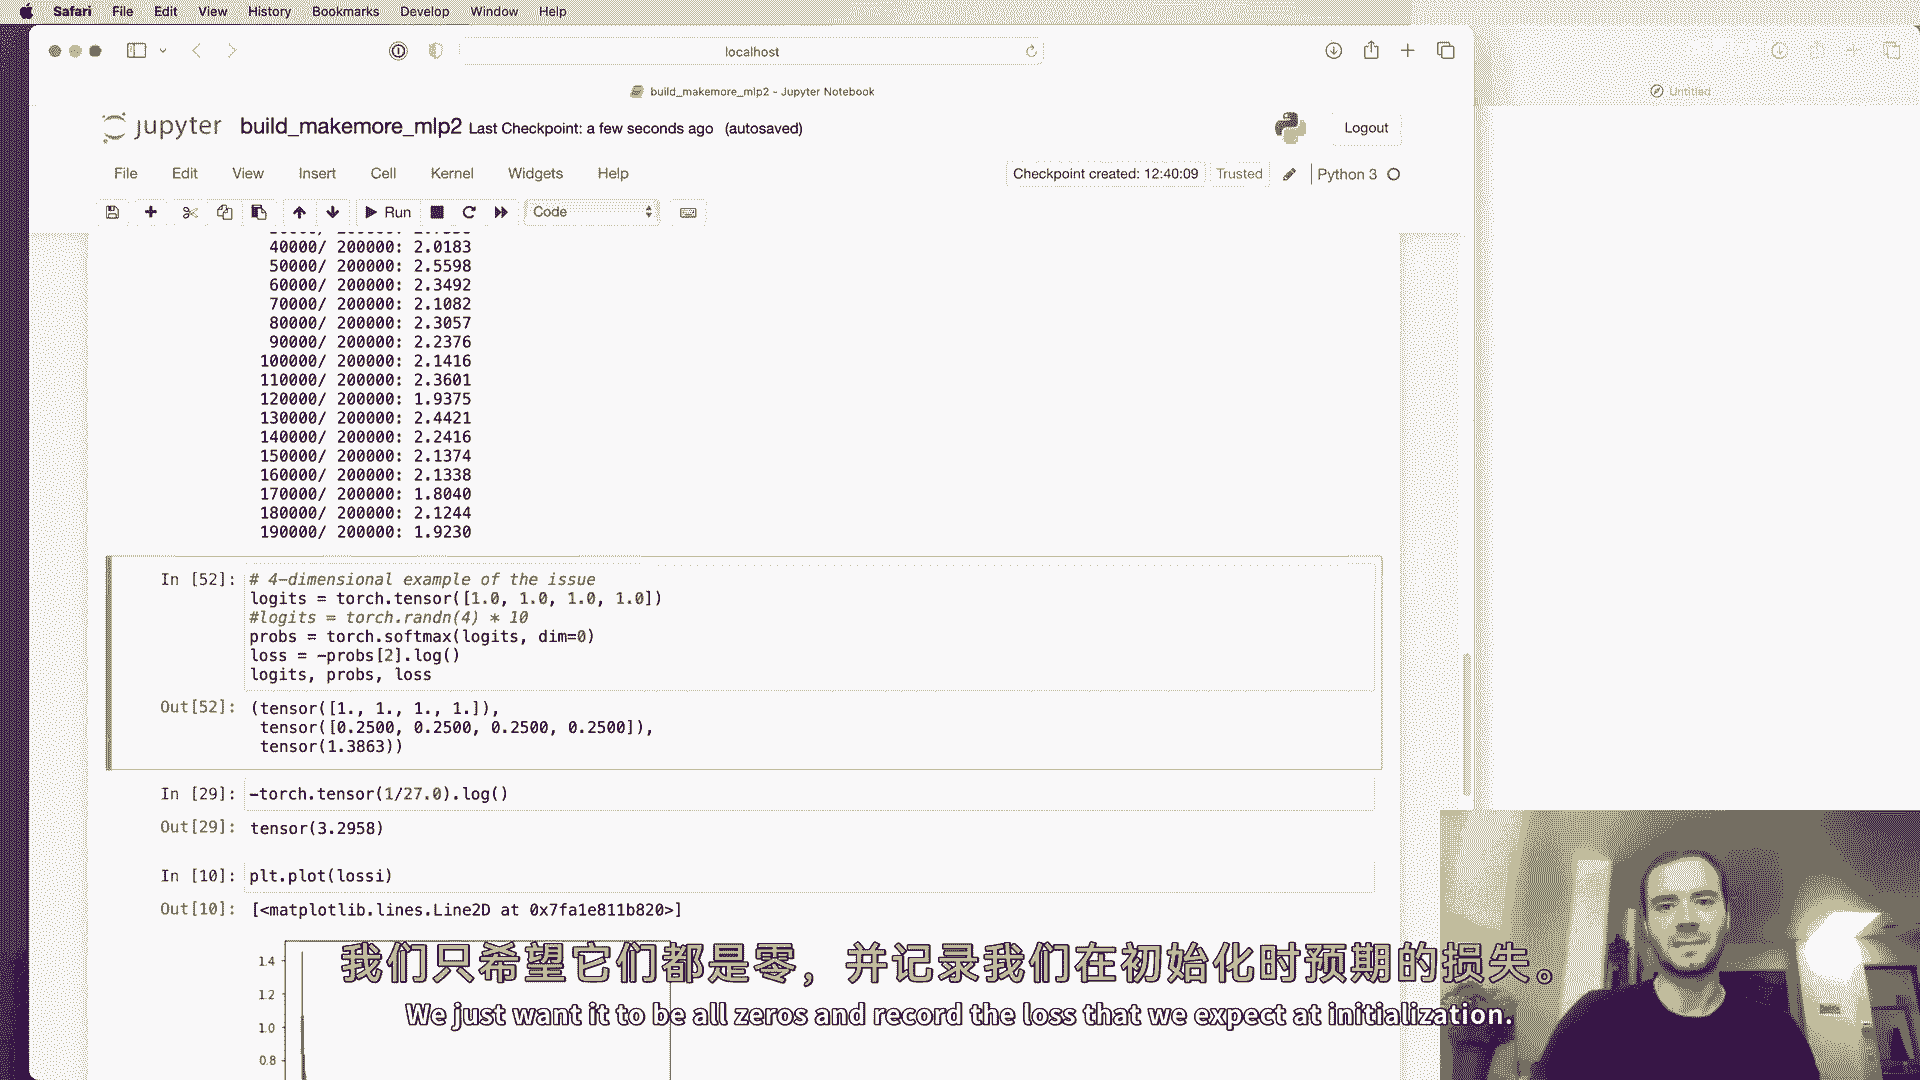 Safari File Edit View History Bookmarks Develop Window Help
localhost
build_makemore_mlp2 - Jupyter Notebook
Untitled
jupyter build_makemore_mlp2 Last Checkpoint: a few seconds ago (autosaved)
Logout
File Edit View Insert Cell Kernel Widgets Help
Checkpoint created: 12:40:09 Trusted Python 3
Run Code
40000/ 200000: 2.0183
50000/ 200000: 2.5598
60000/ 200000: 2.3492
70000/ 200000: 2.1082
80000/ 200000: 2.3057
90000/ 200000: 2.2376
100000/ 200000: 2.1416
110000/ 200000: 2.3601
120000/ 200000: 1.9375
130000/ 200000: 2.4421
140000/ 200000: 2.2416
150000/ 200000: 2.1374
160000/ 200000: 2.1338
170000/ 200000: 1.8040
180000/ 200000: 2.1244
190000/ 200000: 1.9230
In [52]: # 4-dimensional example of the issue
logits = torch.tensor([1.0, 1.0, 1.0, 1.0])
#logits = torch.randn(4) * 10
probs = torch.softmax(logits, dim=0)
loss = -probs[2].log()
logits, probs, loss
Out[52]: (tensor([1., 1., 1., 1.]),
tensor([0.2500, 0.2500, 0.2500, 0.2500]),
tensor(1.3863))
In [29]: -torch.tensor(1/27.0).log()
Out[29]: tensor(3.2958)
In [10]: plt.plot(lossi)
Out[10]: [<matplotlib.lines.Line2D at 0x7fa1e811b820>]
1.4
1.2
1.0
0.8
我们只希望它们都是零，并记录我们在初始化时预期的损失。
We just want it to be all zeros and record the loss that we expect at initialization.